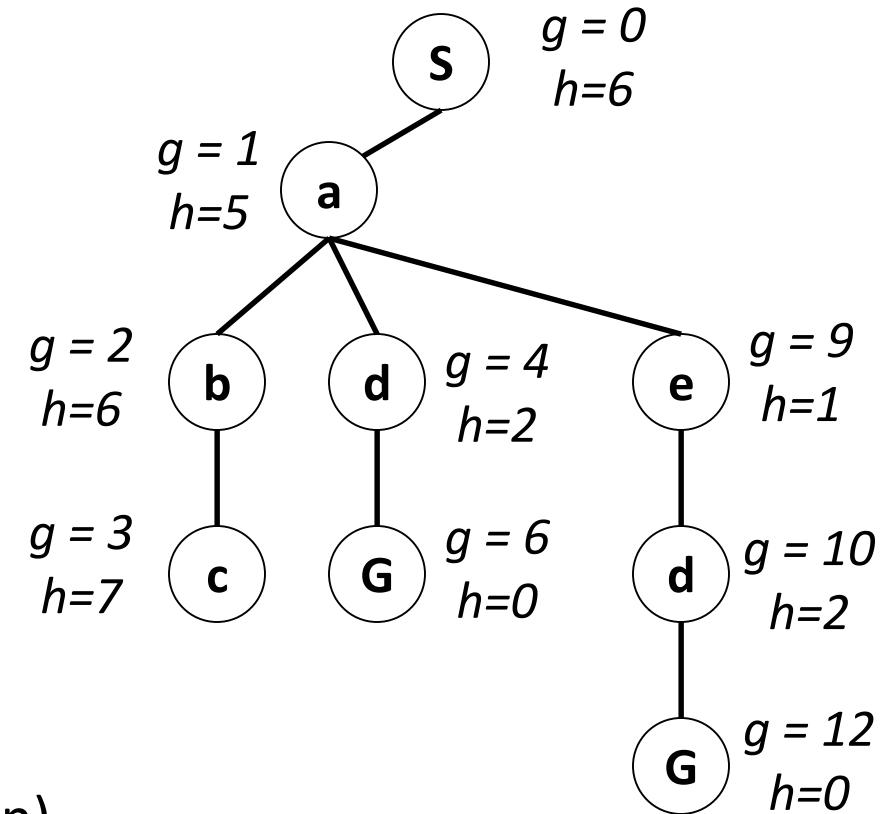 S
g = 0
h=6
g = 1
h=5
a
g = 2
h=6
b
d
g = 4
h=2
e
g = 9
h=1
g = 3
h=7
c
G
g = 6
h=0
d
g = 10
h=2
G
g = 12
h=0
n)